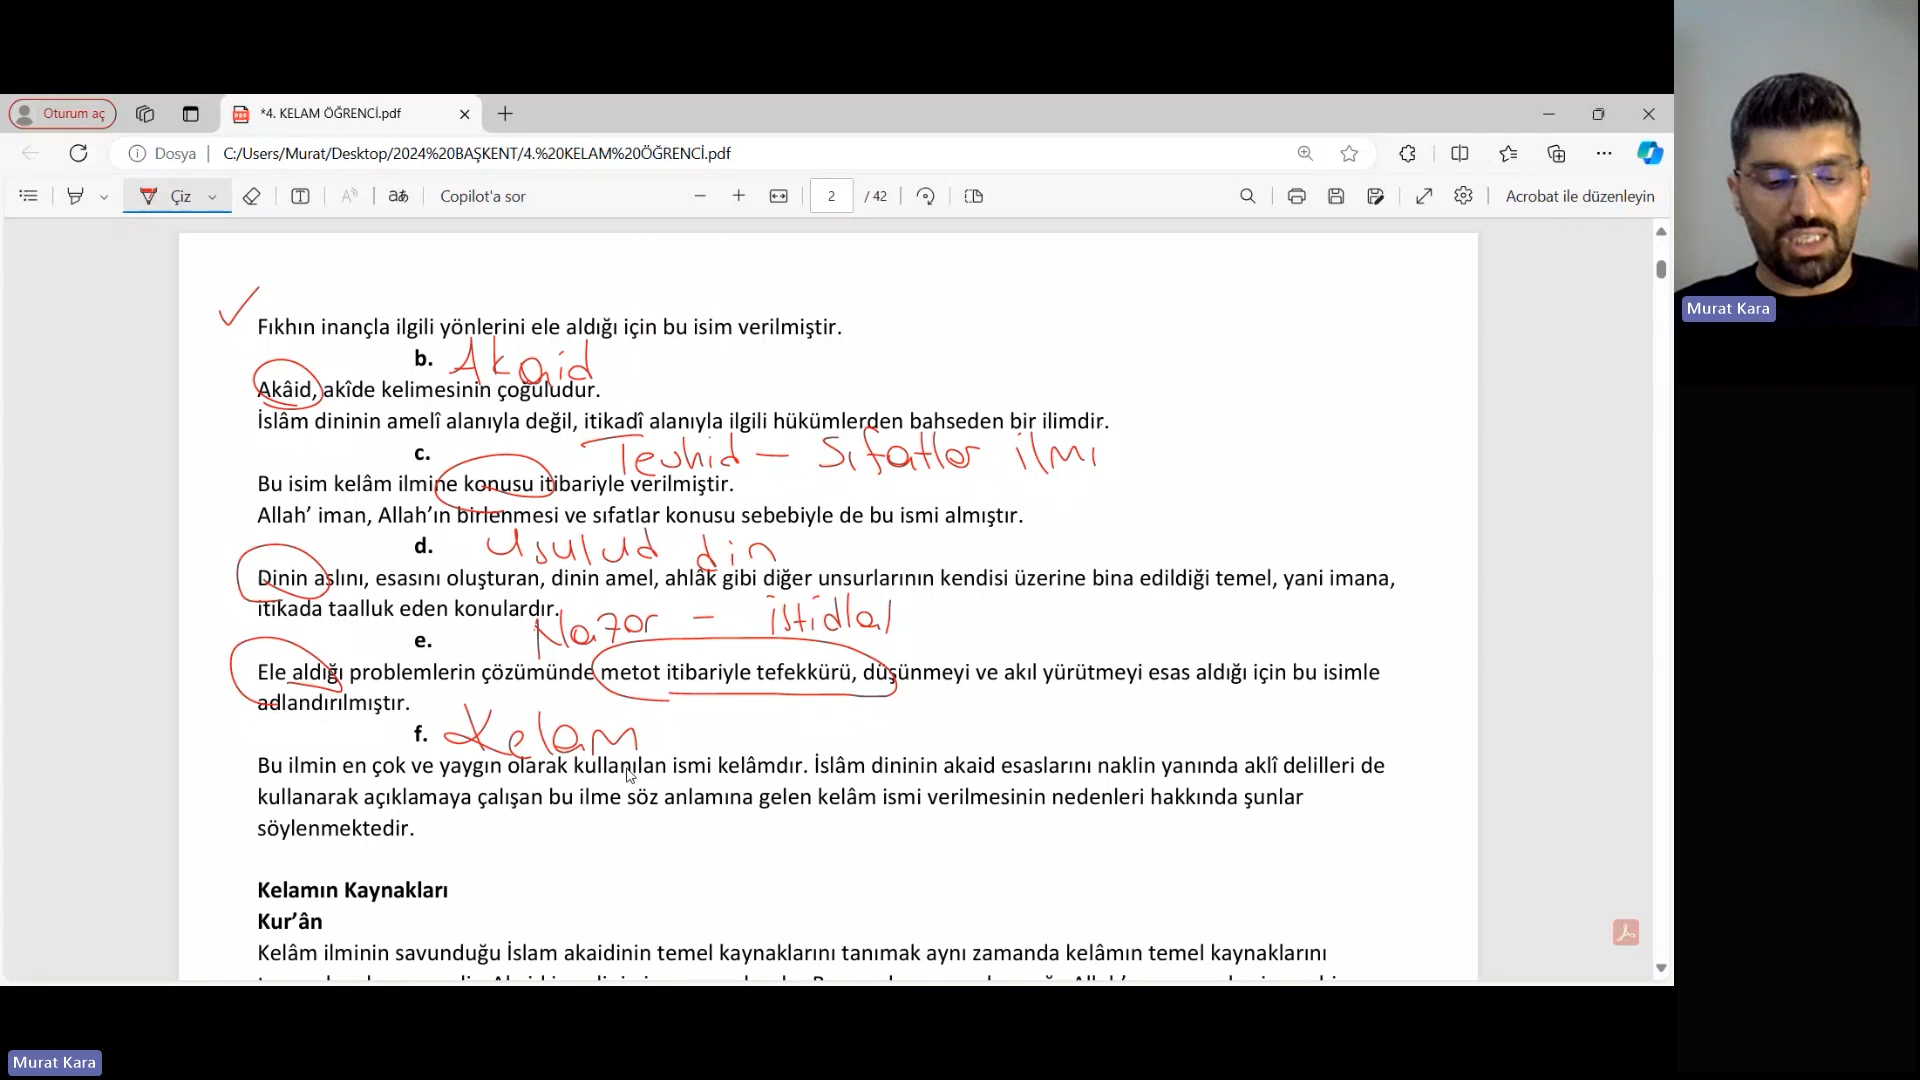 Oturum aç
*4. KELAM ÖĞRENCİ.pdf
Dosya
C:/Users/Murat/Desktop/2024%20BAŞKENT/4.%20KELAM%20ÖĞRENCİ.pdf
Çiz
Copilot'a sor
2 / 42
Acrobat ile düzenleyin
Murat Kara
Fıkhın inançla ilgili yönlerini ele aldığı için bu isim verilmiştir.
b. Akaid
Akâid, akîde kelimesinin çoğuludur.
İslâm dininin amelî alanıyla değil, itikadî alanıyla ilgili hükümlerden bahseden bir ilimdir.
c. Tevhid - Sıfatlar ilmi
Bu isim kelâm ilmine konusu itibariyle verilmiştir.
Allah’ iman, Allah’ın birlenmesi ve sıfatlar konusu sebebiyle de bu ismi almıştır.
d. Usulud din
Dinin aslını, esasını oluşturan, dinin amel, ahlâk gibi diğer unsurlarının kendisi üzerine bina edildiği temel, yani imana,
itikada taalluk eden konulardır.
e. Nazar - istidlal
Ele aldığı problemlerin çözümünde metot itibariyle tefekkürü, düşünmeyi ve akıl yürütmeyi esas aldığı için bu isimle
adlandırılmıştır.
f. Kelam
Bu ilmin en çok ve yaygın olarak kullanılan ismi kelâmdır. İslâm dininin akaid esaslarını naklin yanında aklî delilleri de
kullanarak açıklamaya çalışan bu ilme söz anlamına gelen kelâm ismi verilmesinin nedenleri hakkında şunlar
söylenmektedir.
Kelamın Kaynakları
Kur’ân
Kelâm ilminin savunduğu İslam akaidinin temel kaynaklarını tanımak aynı zamanda kelâmın temel kaynaklarını
Murat Kara